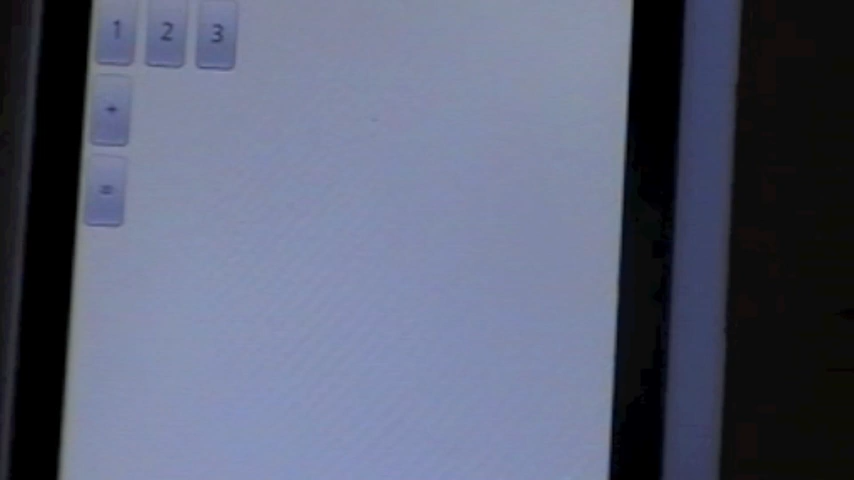 1 2 3
+
=